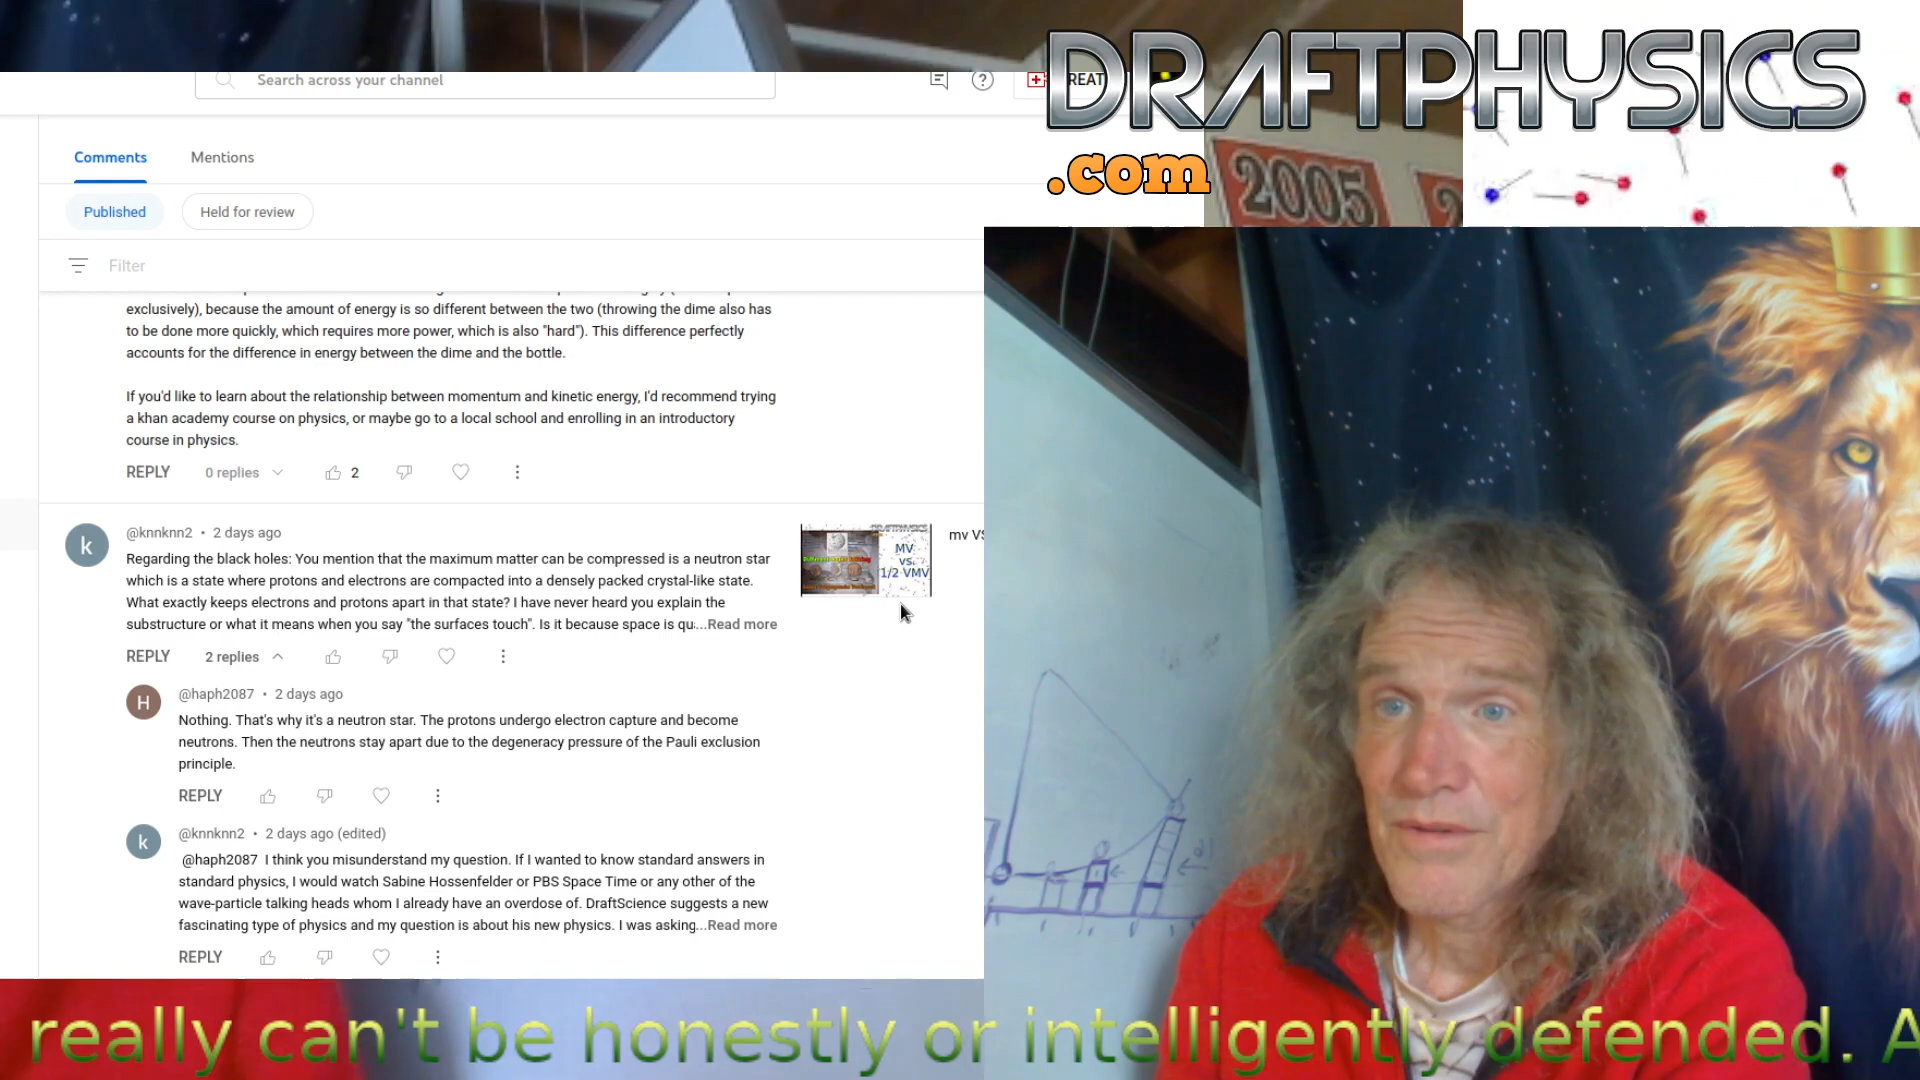 Search across your channel
REAT
DRAFTPHYSICS
.com
2005
Comments
Mentions
Published
Held for review
Filter
exclusively), because the amount of energy is so different between the two (throwing the dime also has
to be done more quickly, which requires more power, which is also "hard"). This difference perfectly
accounts for the difference in energy between the dime and the bottle.
If you'd like to learn about the relationship between momentum and kinetic energy, I'd recommend trying
a khan academy course on physics, or maybe go to a local school and enrolling in an introductory
course in physics.
REPLY 0 replies 2
k
@knnknn2 • 2 days ago
Regarding the black holes: You mention that the maximum matter can be compressed is a neutron star
which is a state where protons and electrons are compacted into a densely packed crystal-like state.
What exactly keeps electrons and protons apart in that state? I have never heard you explain the
substructure or what it means when you say "the surfaces touch". Is it because space is qu...Read more
DRAFTPHYSICS
MV
vs.
1/2 VMV
mv VS
REPLY 2 replies
H
@haph2087 • 2 days ago
Nothing. That's why it's a neutron star. The protons undergo electron capture and become
neutrons. Then the neutrons stay apart due to the degeneracy pressure of the Pauli exclusion
principle.
REPLY
k
@knnknn2 • 2 days ago (edited)
@haph2087 I think you misunderstand my question. If I wanted to know standard answers in
standard physics, I would watch Sabine Hossenfelder or PBS Space Time or any other of the
wave-particle talking heads whom I already have an overdose of. DraftScience suggests a new
fascinating type of physics and my question is about his new physics. I was asking...Read more
REPLY
really can't be honestly or intelligently defended. A